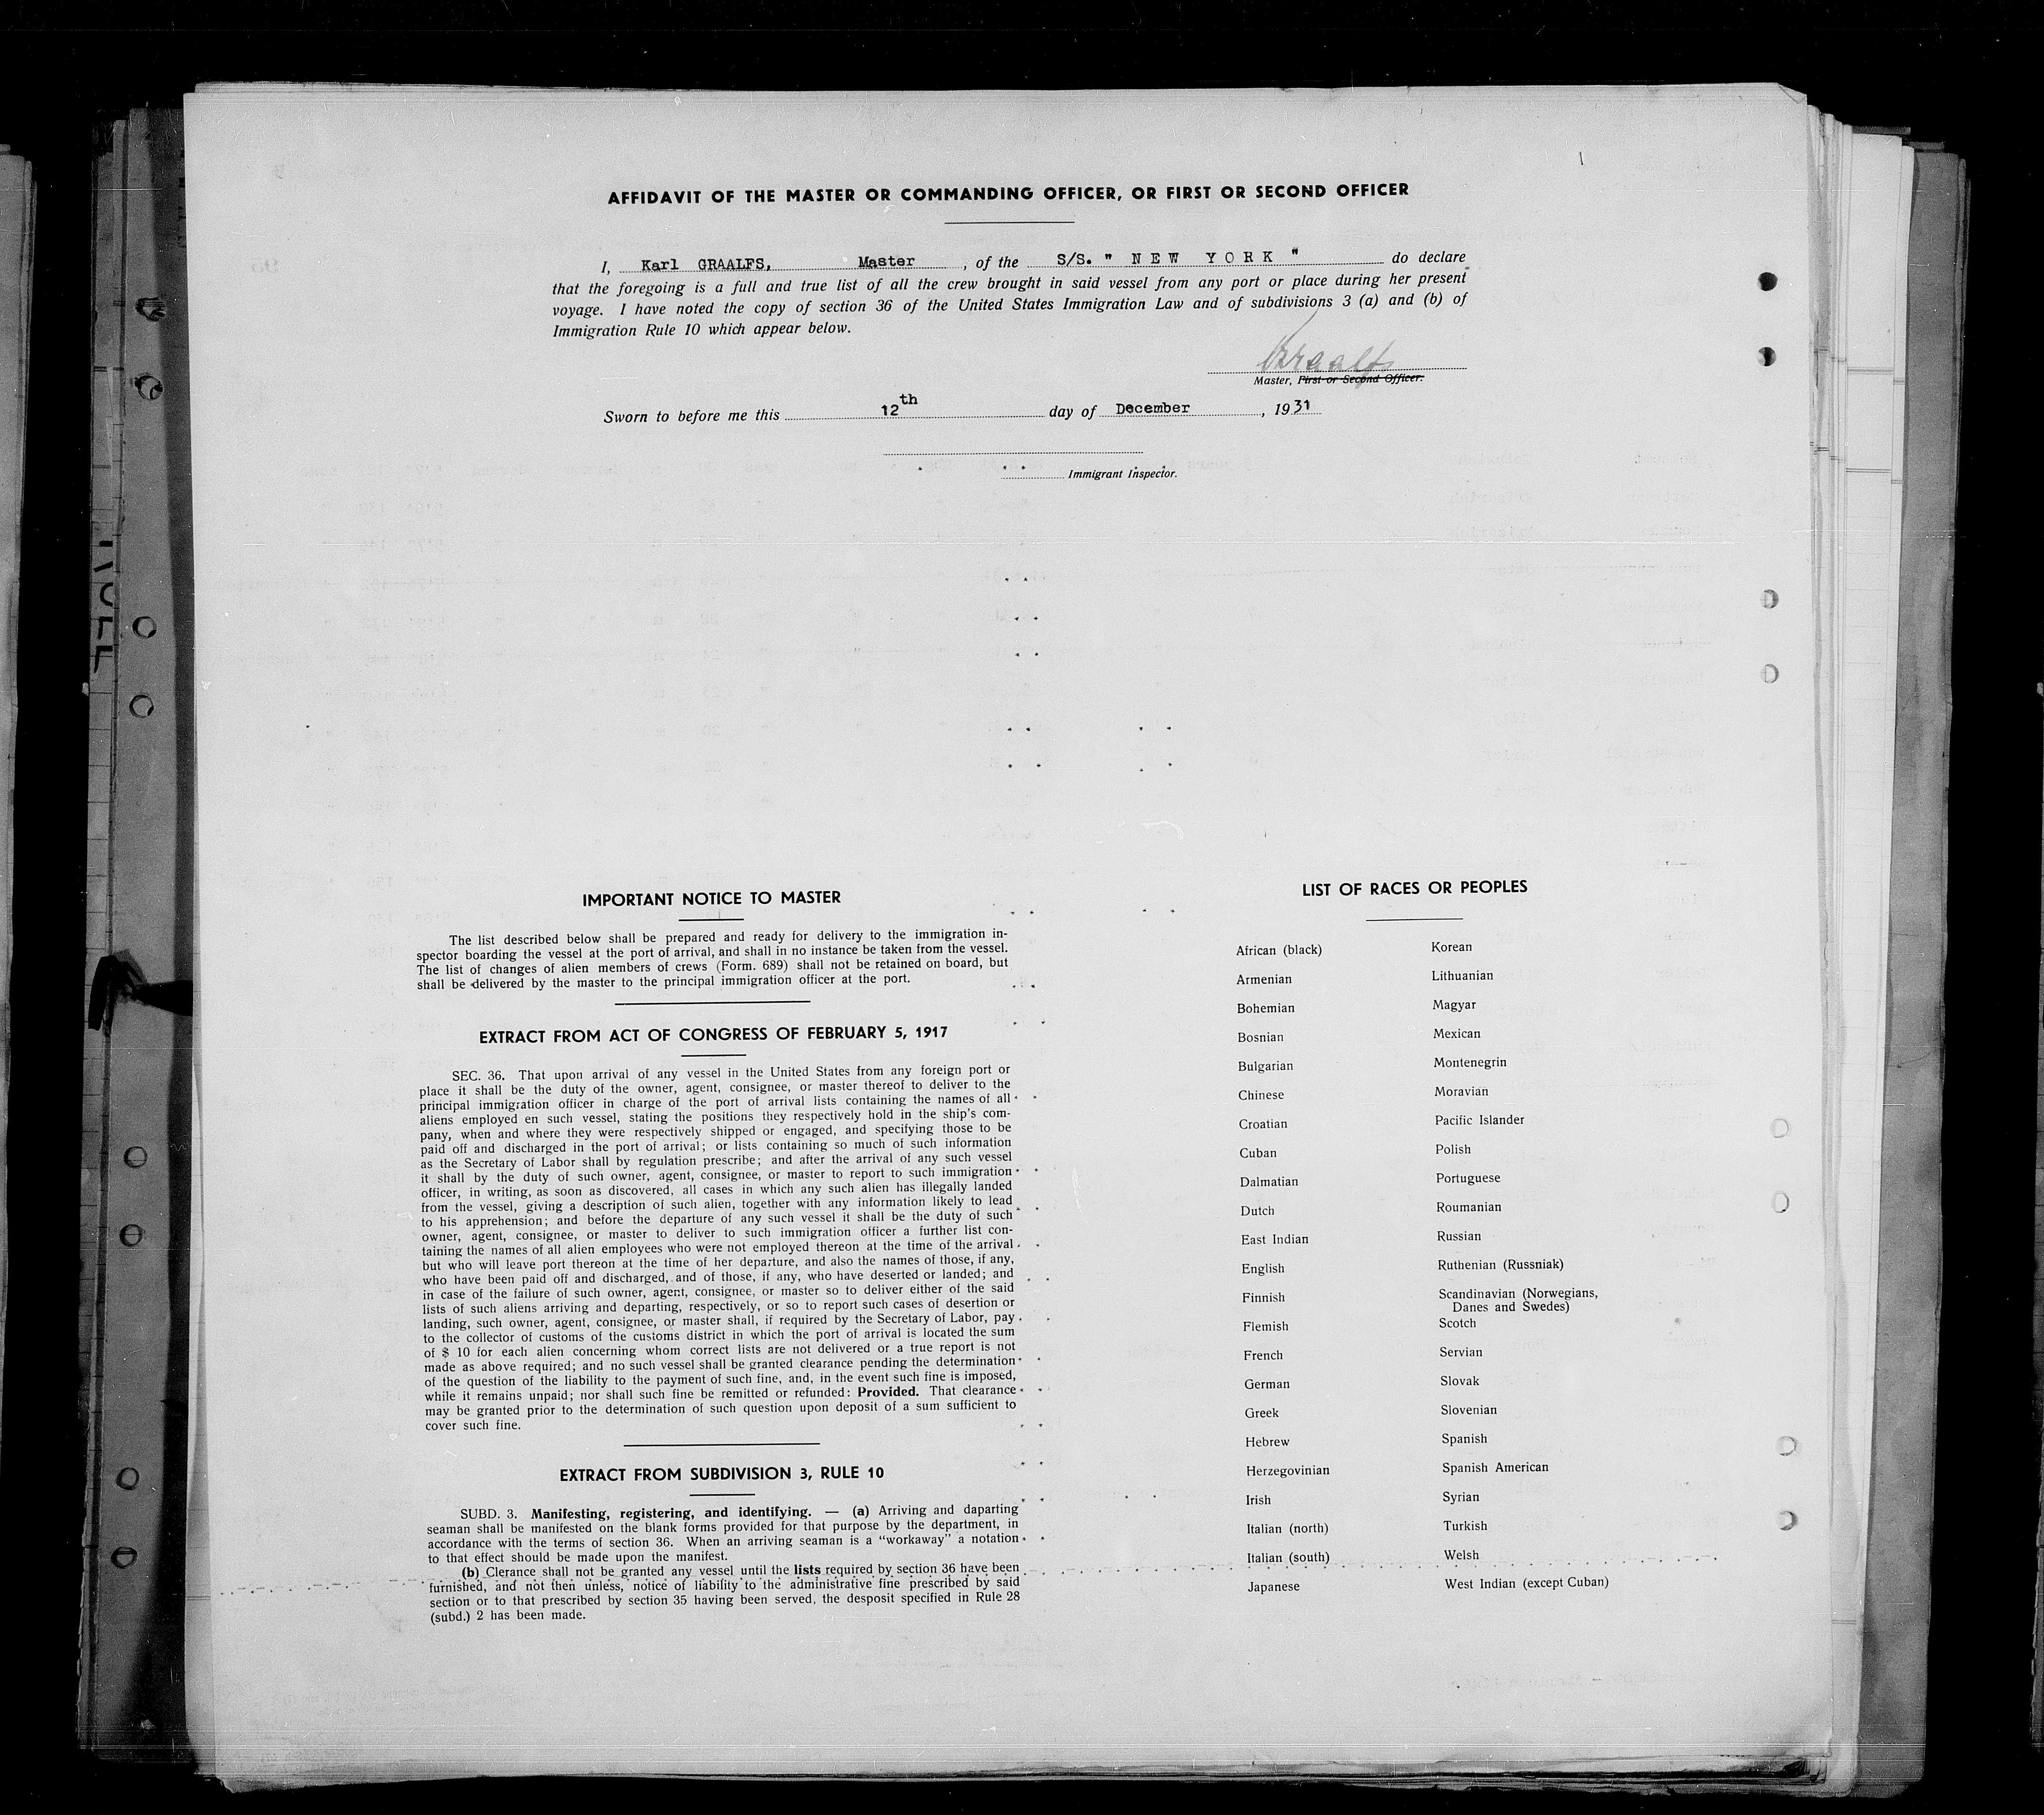 AFFIDAVIT OF THE MASTER OR COMMANDING OFFICER, OR FIRST OR SECOND OFFICER
I, Karl GRAALFS, Master, of the S/S. " N E W Y O R K " do declare
that the foregoing is a full and true list of all the crew brought in said vessel from any port or place during her present
voyage. I have noted the copy of section 36 of the United States Immigration Law and of subdivisions 3 (a) and (b) of
Immigration Rule 10 which appear below.
Graalfs
Master, First or Second Officer.
Sworn to before me this 12th day of December, 1931
Immigrant Inspector.
IMPORTANT NOTICE TO MASTER
The list described below shall be prepared and ready for delivery to the immigration in-
spector boarding the vessel at the port of arrival, and shall in no instance be taken from the vessel.
The list of changes of alien members of crews (Form. 689) shall not be retained on board, but
shall be delivered by the master to the principal immigration officer at the port.
EXTRACT FROM ACT OF CONGRESS OF FEBRUARY 5, 1917
SEC. 36. That upon arrival of any vessel in the United States from any foreign port or
place it shall be the duty of the owner, agent, consignee, or master thereof to deliver to the
principal immigration officer in charge of the port of arrival lists containing the names of all
aliens employed en such vessel, stating the positions they respectively hold in the ship's com-
pany, when and where they were respectively shipped or engaged, and specifying those to be
paid off and discharged in the port of arrival; or lists containing so much of such information
as the Secretary of Labor shall by regulation prescribe; and after the arrival of any such vessel
it shall by the duty of such owner, agent, consignee, or master to report to such immigration
officer, in writing, as soon as discovered, all cases in which any such alien has illegally landed
from the vessel, giving a description of such alien, together with any information likely to lead
to his apprehension; and before the departure of any such vessel it shall be the duty of such
owner, agent, consignee, or master to deliver to such immigration officer a further list con-
taining the names of all alien employees who were not employed thereon at the time of the arrival
but who will leave port thereon at the time of her departure, and also the names of those, if any,
who have been paid off and discharged, and of those, if any, who have deserted or landed; and
in case of the failure of such owner, agent, consignee, or master so to deliver either of the said
lists of such aliens arriving and departing, respectively, or so to report such cases of desertion or
landing, such owner, agent, consignee, or master shall, if required by the Secretary of Labor, pay
to the collector of customs of the customs district in which the port of arrival is located the sum
of $ 10 for each alien concerning whom correct lists are not delivered or a true report is not
made as above required; and no such vessel shall be granted clearance pending the determination
of the question of the liability to the payment of such fine, and, in the event such fine is imposed,
while it remains unpaid; nor shall such fine be remitted or refunded: Provided. That clearance
may be granted prior to the determination of such question upon deposit of a sum sufficient to
cover such fine.
EXTRACT FROM SUBDIVISION 3, RULE 10
SUBD. 3. Manifesting, registering, and identifying. — (a) Arriving and daparting
seaman shall be manifested on the blank forms provided for that purpose by the department, in
accordance with the terms of section 36. When an arriving seaman is a “workaway” a notation
to that effect should be made upon the manifest.
(b) Clerance shall not be granted any vessel until the lists required by section 36 have been
furnished, and not then unless, notice of liability to the administrative fine prescribed by said
section or to that prescribed by section 35 having been served, the desposit specified in Rule 28
(subd.) 2 has been made.
LIST OF RACES OR PEOPLES
African (black)
Armenian
Bohemian
Bosnian
Bulgarian
Chinese
Croatian
Cuban
Dalmatian
Dutch
East Indian
English
Finnish
Flemish
French
German
Greek
Hebrew
Herzegovinian
Irish
Italian (north)
Italian (south)
Japanese
Korean
Lithuanian
Magyar
Mexican
Montenegrin
Moravian
Pacific Islander
Polish
Portuguese
Roumanian
Russian
Ruthenian (Russniak)
Scandinavian (Norwegians,
Danes and Swedes)
Scotch
Servian
Slovak
Slovenian
Spanish
Spanish American
Syrian
Turkish
Welsh
West Indian (except Cuban)